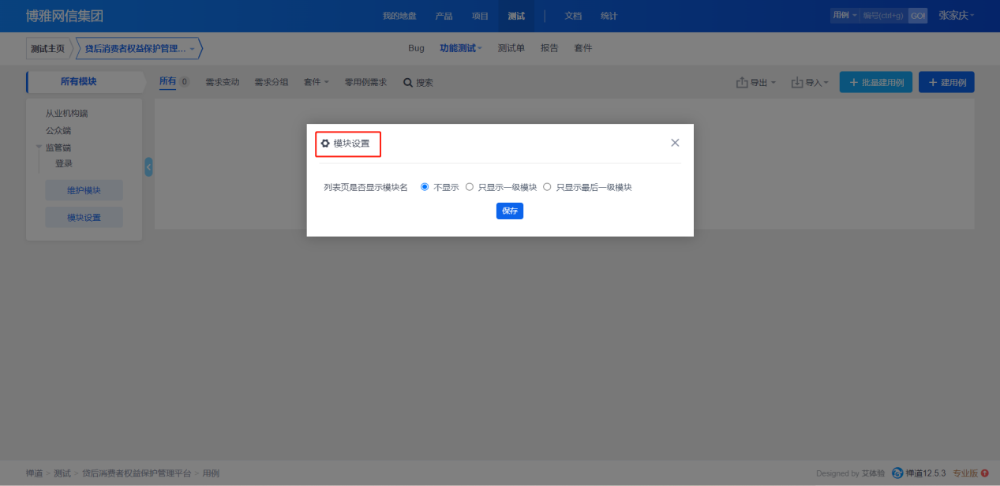 博雅网信集团 我的地盘 产品 项目 测试 文档 统计 用例 编号(ctrl+g) GO! 张家庆
测试主页 贷后消费者权益保护管理... Bug 功能测试 测试单 报告 套件
所有模块 所有 0 需求变动 需求分组 套件 零用例需求 搜索 导出 导入 + 批量建用例 + 建用例
从业机构端
公众端
监管端
登录
维护模块
模块设置
模块设置
列表页是否显示模块名 不显示 只显示一级模块 只显示最后一级模块
保存
禅道 > 测试 > 贷后消费者权益保护管理平台 > 用例 Designed by 艾体验 禅道12.5.3 专业版